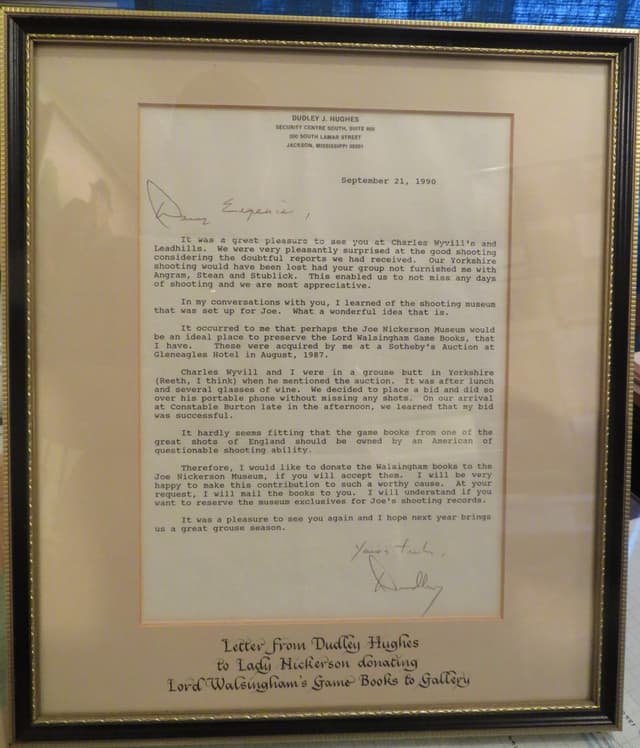 DUDLEY J. HUGHES
SECURITY CENTRE SOUTH, SUITE 900
200 SOUTH LAMAR STREET
JACKSON, MISSISSIPPI 39201
September 21, 1990
Eugenie,
It was a great pleasure to see you at Charles Wyvill's and
Leadhills. We were very pleasantly surprised at the good shooting
considering the doubtful reports we had received. Our Yorkshire
shooting would have been lost had your group not furnished me with
Angram, Stean and Stublick. This enabled us to not miss any days
of shooting and we are most appreciative.
In my conversations with you, I learned of the shooting museum
that was set up for Joe. What a wonderful idea that is.
It occurred to me that perhaps the Joe Nickerson Museum would
be an ideal place to preserve the Lord Walsingham Game Books, that
I have. These were acquired by me at a Sotheby's Auction at
Gleneagles Hotel in August, 1987.
Charles Wyvill and I were in a grouse butt in Yorkshire
(Reeth, I think) when he mentioned the auction. It was after lunch
and several glasses of wine. We decided to place a bid and did so
over his portable phone without missing any shots. On our arrival
at Constable Burton late in the afternoon, we learned that my bid
was successful.
It hardly seems fitting that the game books from one of the
great shots of England should be owned by an American of
questionable shooting ability.
Therefore, I would like to donate the Walsingham books to the
Joe Nickerson Museum, if you will accept them. I will be very
happy to make this contribution to such a worthy cause. At your
request, I will mail the books to you. I will understand if you
want to reserve the museum exclusives for Joe's shooting records.
It was a pleasure to see you again and I hope next year brings
us a great grouse season.
Yours truly,
Dudley
Letter from Dudley Hughes
to Lady Nickerson donating
Lord Walsingham's Game Books to Gallery